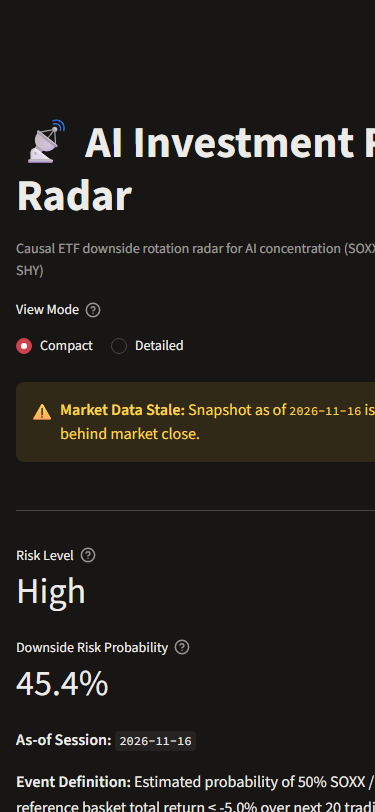 AI Investment
Radar
Causal ETF downside rotation radar for AI concentration (SOXX
SHY)
View Mode
Compact Detailed
Market Data Stale: Snapshot as of 2026-11-16 is
behind market close.
Risk Level
High
Downside Risk Probability
45.4%
As-of Session: 2026-11-16
Event Definition: Estimated probability of 50% SOXX /
reference basket total return ≤ -5.0% over next 20